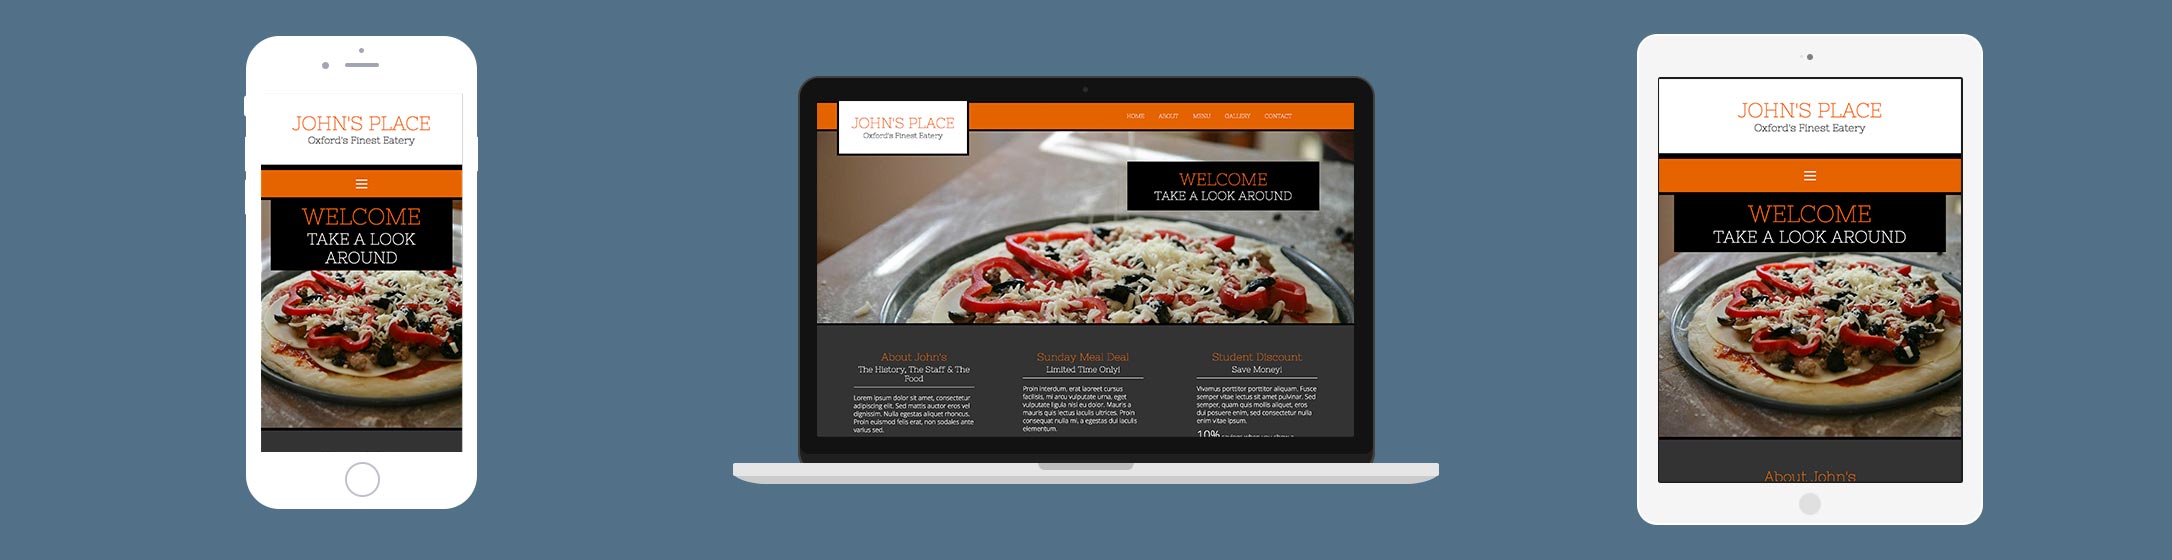 JOHN'S PLACE
Oxford's Finest Eatery
WELCOME
TAKE A LOOK
AROUND
JOHN'S PLACE
Oxford's Finest Eatery
HOME ABOUT MENU GALLERY CONTACT
WELCOME
TAKE A LOOK AROUND
About John's
The History, The Staff & The
Food
Lorem ipsum dolor sit amet, consectetur
adipiscing elit. Sed mattis auctor eros vel
dignissim. Nulla egestas aliquet rhoncus.
Proin euismod felis erat, non sodales ante
varius sed.
Sunday Meal Deal
Limited Time Only!
Proin interdum, erat laoreet cursus
facilisis, mi arcu vulputate urna, eget
vulputate ligula nisi eu dolor. Mauris a
mauris quis lectus iaculis ultrices. Proin
consequat nulla mi, a egestas dui iaculis
elementum.
Student Discount
Save Money!
Vivamus porttitor porttitor aliquam. Fusce
semper vitae lectus sit amet pulvinar. Sed
semper, quam quis mollis aliquet, eros
dui posuere enim, sed consectetur nulla
enim vitae ipsum.
10%
JOHN'S PLACE
Oxford's Finest Eatery
WELCOME
TAKE A LOOK AROUND
About John's